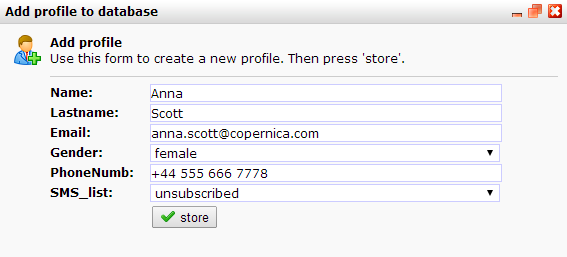 Add profile to database
Add profile
Use this form to create a new profile. Then press 'store'.
Name: Anna
Lastname: Scott
Email: anna.scott@copernica.com
Gender: female
PhoneNumb: +44 555 666 7778
SMS_list: unsubscribed
store